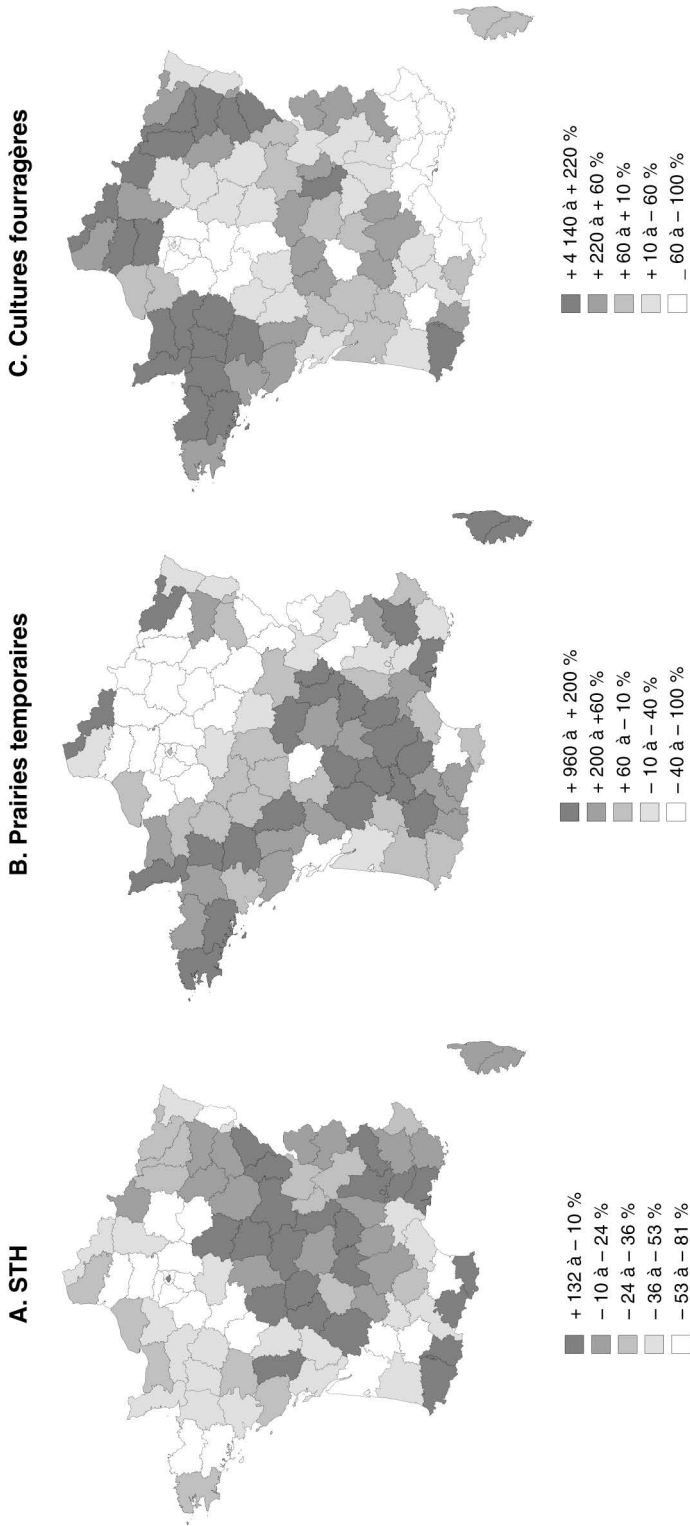 A. STH
+ 132 à – 10 %
– 10 à – 24 %
– 24 à – 36 %
– 36 à – 53 %
– 53 à – 81 %
B. Prairies temporaires
+ 960 à + 200 %
+ 200 à +60 %
+ 60 à – 10 %
– 10 à – 40 %
– 40 à – 100 %
C. Cultures fourragères
+ 4 140 à + 220 %
+ 220 à + 60 %
+ 60 à + 10 %
+ 10 à – 60 %
– 60 à – 100 %